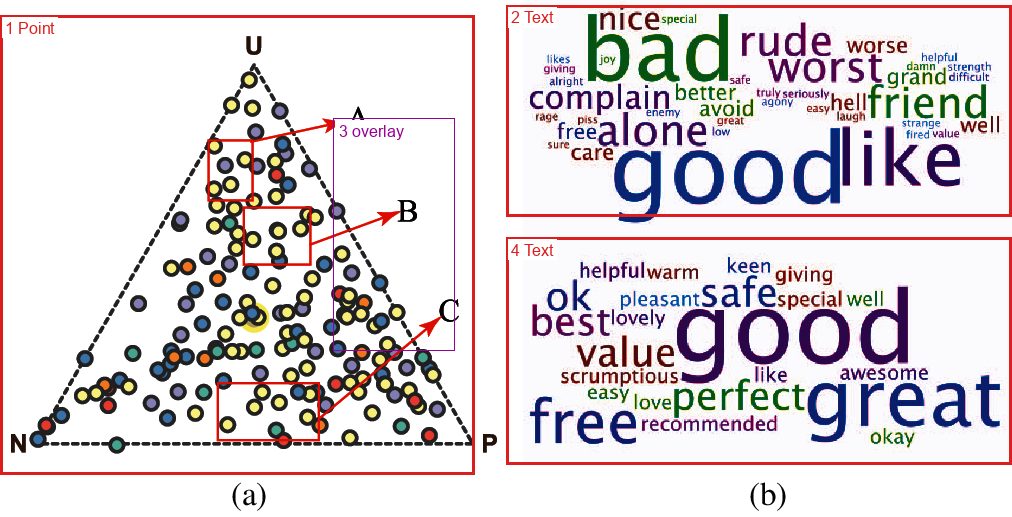 1 Point
U
A
3 overlay
B
C
N
P
(a)
2 Text
nice special
bad joy rude worse
likes giving alright safe worst helpful damn strength grand difficult
complain better avoid truly seriously agony easy hell friend
rage piss enemy great laugh strange well
free alone low fired value
sure care good like
4 Text
helpful warm keen giving
ok pleasant safe special well
best lovely good
value
scrumptious like awesome
easy love perfect great
free recommended okay
(b)